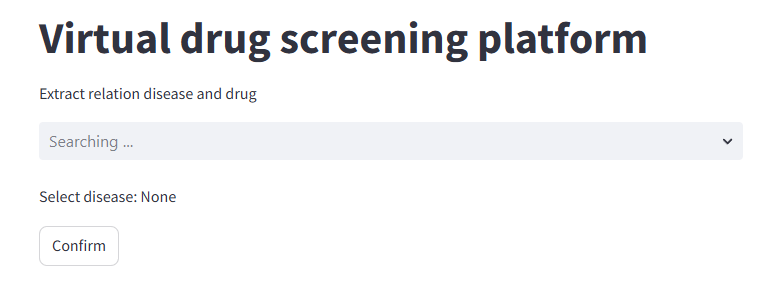 Virtual drug screening platform
Extract relation disease and drug
Searching ...
Select disease: None
Confirm